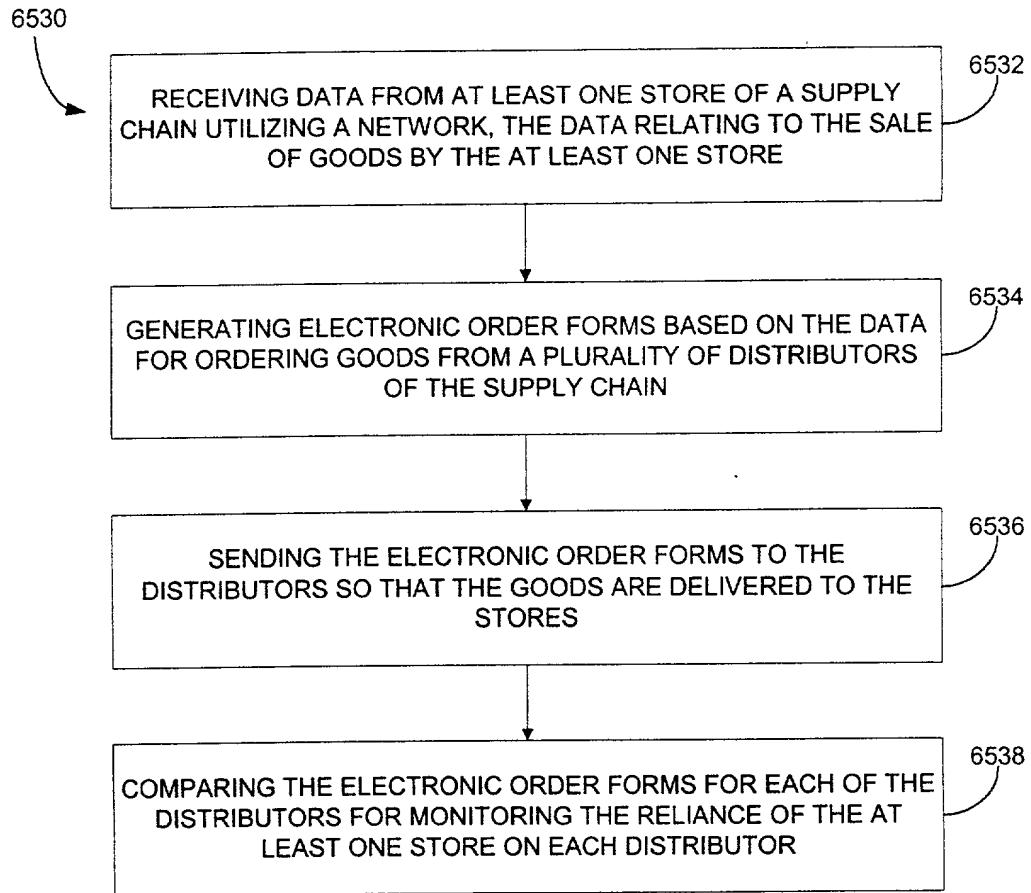 6530
6532
RECEIVING DATA FROM AT LEAST ONE STORE OF A SUPPLY
CHAIN UTILIZING A NETWORK, THE DATA RELATING TO THE SALE
OF GOODS BY THE AT LEAST ONE STORE
6534
GENERATING ELECTRONIC ORDER FORMS BASED ON THE DATA
FOR ORDERING GOODS FROM A PLURALITY OF DISTRIBUTORS
OF THE SUPPLY CHAIN
6536
SENDING THE ELECTRONIC ORDER FORMS TO THE
DISTRIBUTORS SO THAT THE GOODS ARE DELIVERED TO THE
STORES
6538
COMPARING THE ELECTRONIC ORDER FORMS FOR EACH OF THE
DISTRIBUTORS FOR MONITORING THE RELIANCE OF THE AT
LEAST ONE STORE ON EACH DISTRIBUTOR